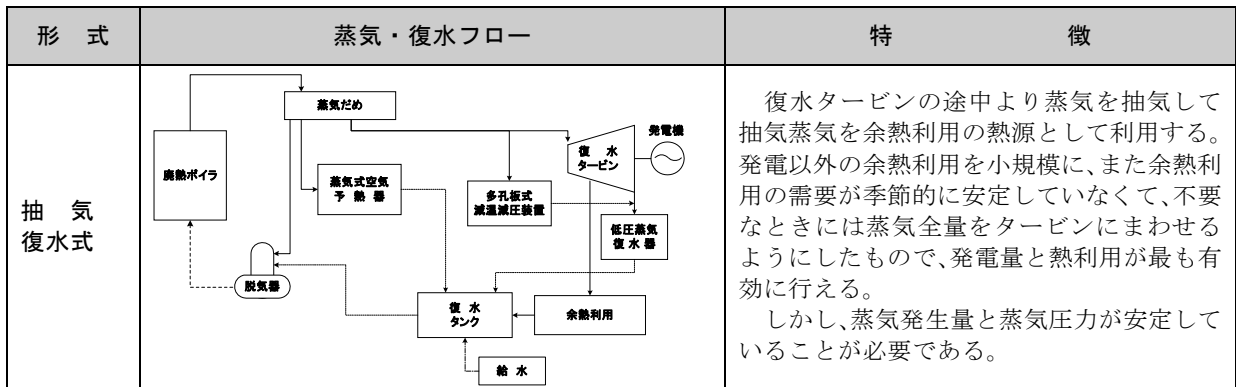 形 式
蒸気・復水フロー
特 徴
抽 気
復水式
蒸気だめ
廃熱ボイラ
蒸気式空気
予 熱 器
多孔板式
減温減圧装置
復 水
タービン
発電機
低圧蒸気
復 水 器
脱気器
復 水
タンク
余熱利用
給 水
復水タービンの途中より蒸気を抽気して
抽気蒸気を余熱利用の熱源として利用する。
発電以外の余熱利用を小規模に、また余熱利
用の需要が季節的に安定していなくて、不要
なときには蒸気全量をタービンにまわせる
ようにしたもので、発電量と熱利用が最も有
効に行える。
しかし、蒸気発生量と蒸気圧力が安定して
いることが必要である。